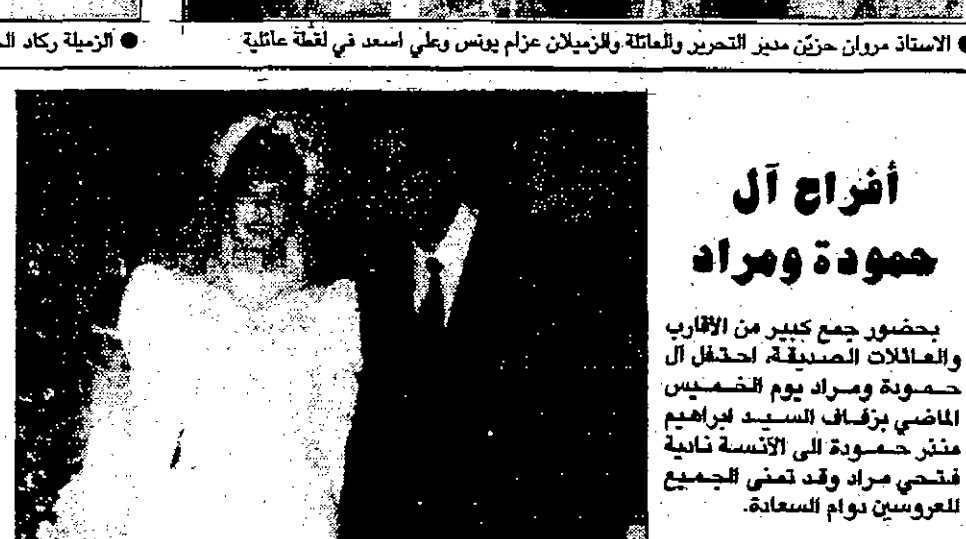 ● الاستاذ مروان حزيّن مدير التحرير وللعائلة والزميلان عزام يونس وعلي اسعد في لقطة عائلية
● الزميلة ركاد
أفراح آل
حمودة ومراد
بحضور جمع كبير من الاقارب
والعائلات الصديقة، احتفل آل
حمودة ومراد يوم الخميس
الماضي بزفاف السيد ابراهيم
منذر حمودة الى الآنسة نادية
فتحي مراد وقد تمنى الجميع
للعروسين دوام السعادة.